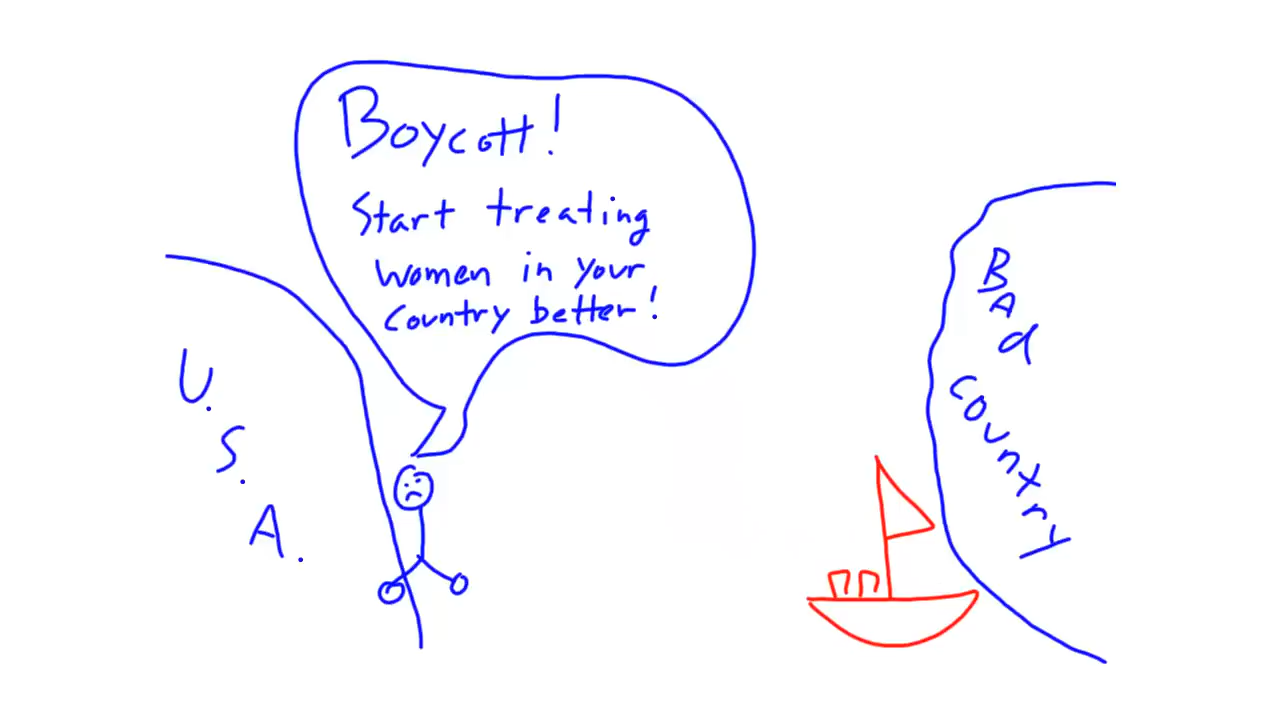 Boycott!
Start treating
women in your
Country better!
U.S.A.
BAd
country